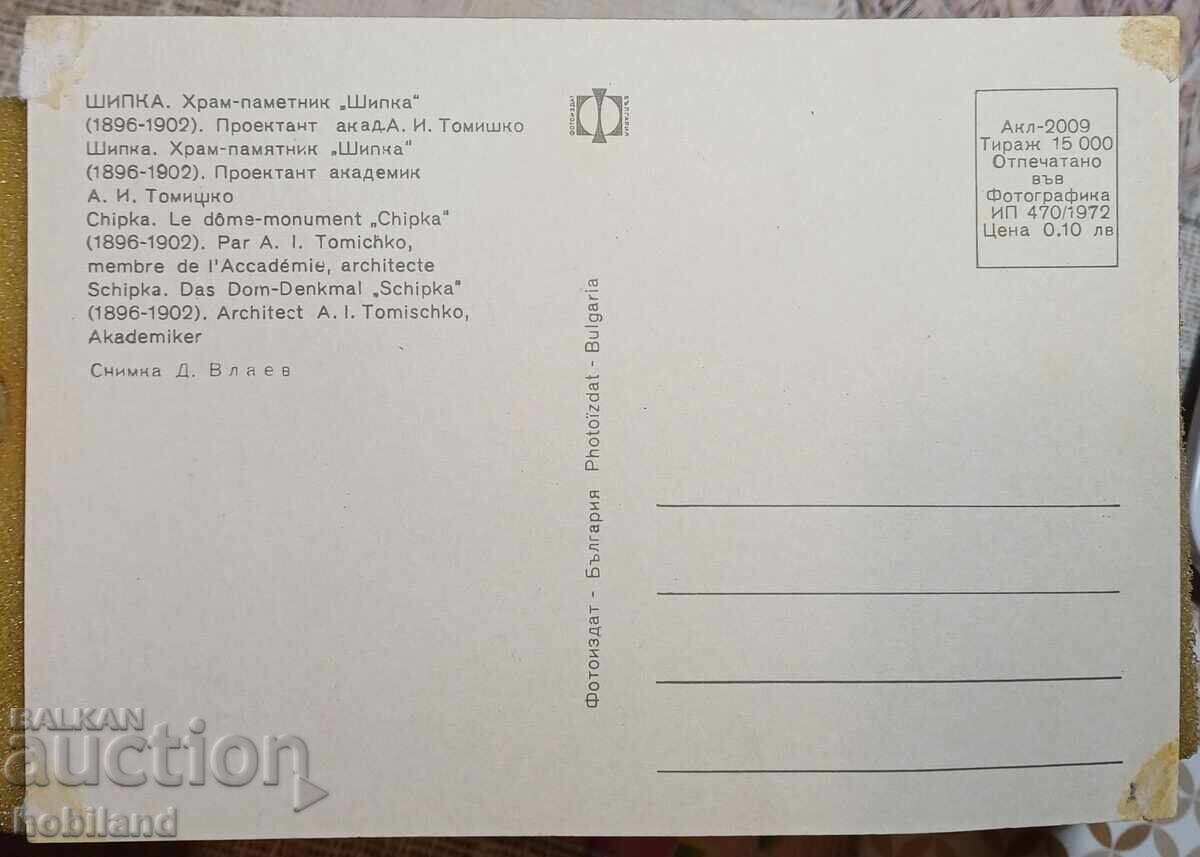 ШИПКА. Храм-паметник „Шипка“
(1896-1902). Проектант акад.А. И. Томишко
Шипка. Храм-памятник „Шипка“
(1896-1902). Проектант академик
А. И. Томишко
Chipka. Le dôme-monument „Chipka“
(1896-1902). Par A. I. Tomichko,
membre de l'Accadémie, architecte
Schipka. Das Dom-Denkmal „Schipka“
(1896-1902). Architect A. I. Tomischko,
Akademiker
Снимка Д. Влаев
ФОТОИЗДАТ
БЪЛГАРИЯ
Фотоиздат - България Photoïzdat - Bulgaria
Акл-2009
Тираж 15 000
Отпечатано
във
Фотографика
ИП 470/1972
Цена 0.10 лв
BALKAN
auction
hobiland